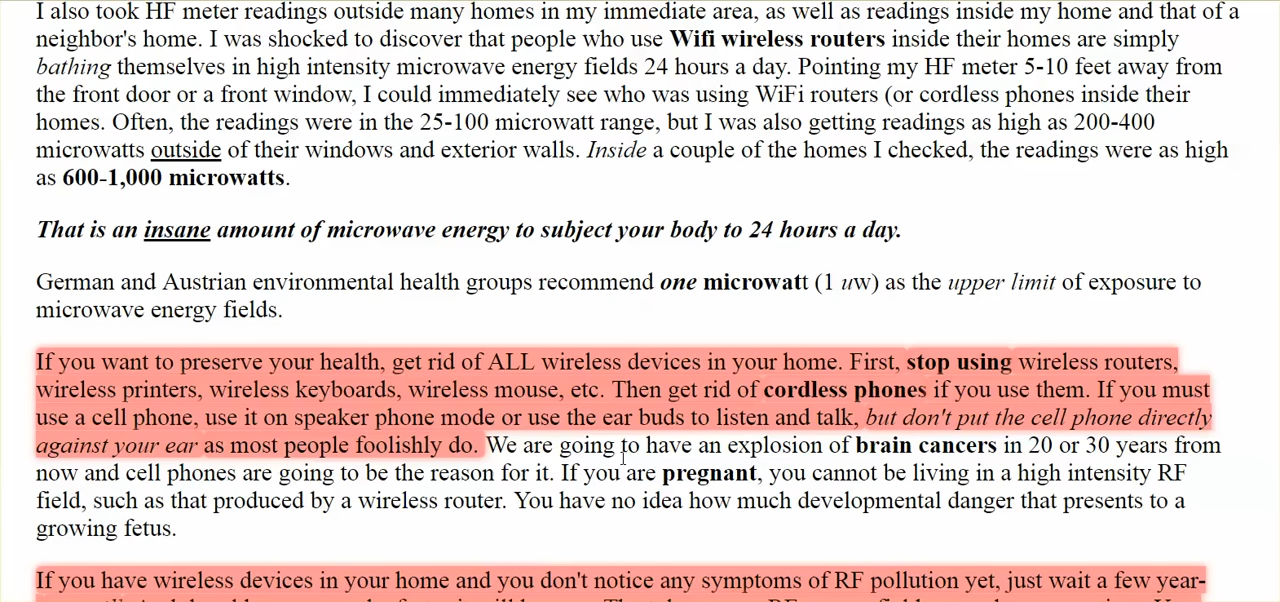 I also took HF meter readings outside many homes in my immediate area, as well as readings inside my home and that of a
neighbor's home. I was shocked to discover that people who use Wifi wireless routers inside their homes are simply
bathing themselves in high intensity microwave energy fields 24 hours a day. Pointing my HF meter 5-10 feet away from
the front door or a front window, I could immediately see who was using WiFi routers (or cordless phones inside their
homes. Often, the readings were in the 25-100 microwatt range, but I was also getting readings as high as 200-400
microwatts outside of their windows and exterior walls. Inside a couple of the homes I checked, the readings were as high
as 600-1,000 microwatts.
That is an insane amount of microwave energy to subject your body to 24 hours a day.
German and Austrian environmental health groups recommend one microwatt (1 uw) as the upper limit of exposure to
microwave energy fields.
If you want to preserve your health, get rid of ALL wireless devices in your home. First, stop using wireless routers,
wireless printers, wireless keyboards, wireless mouse, etc. Then get rid of cordless phones if you use them. If you must
use a cell phone, use it on speaker phone mode or use the ear buds to listen and talk, but don't put the cell phone directly
against your ear as most people foolishly do. We are going to have an explosion of brain cancers in 20 or 30 years from
now and cell phones are going to be the reason for it. If you are pregnant, you cannot be living in a high intensity RF
field, such as that produced by a wireless router. You have no idea how much developmental danger that presents to a
growing fetus.
If you have wireless devices in your home and you don't notice any symptoms of RF pollution yet, just wait a few year-